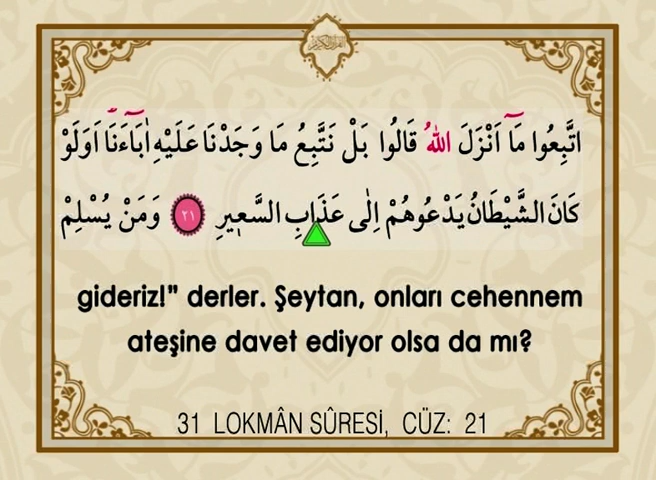 اتَّبِعُوا مَٓا اَنْزَلَ اللّٰهُ قَالُوا بَلْ نَتَّبِعُ مَا وَجَدْنَا عَلَيْهِ اٰبَٓاءَنَاۜ اَوَلَوْ
كَانَ الشَّيْطَانُ يَدْعُوهُمْ اِلٰى عَذَابِ السَّعٖيرِ ٢١ وَمَنْ يُسْلِمْ
gideriz!” derler. Şeytan, onları cehennem
ateşine davet ediyor olsa da mı?
31 LOKMÂN SÛRESİ, CÜZ: 21